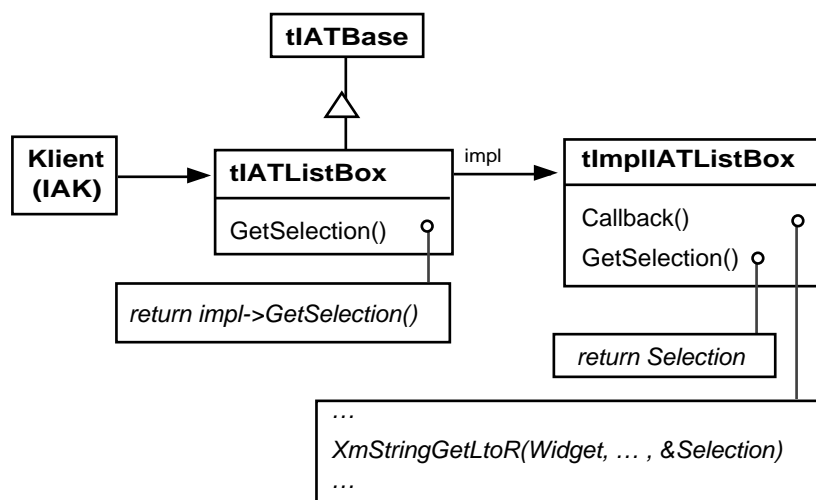 tIATBase
Klient
(IAK)
tIATListBox
impl
tImplIATListBox
GetSelection()
Callback()
GetSelection()
return impl->GetSelection()
return Selection
…
XmStringGetLtoR(Widget, … , &Selection)
…